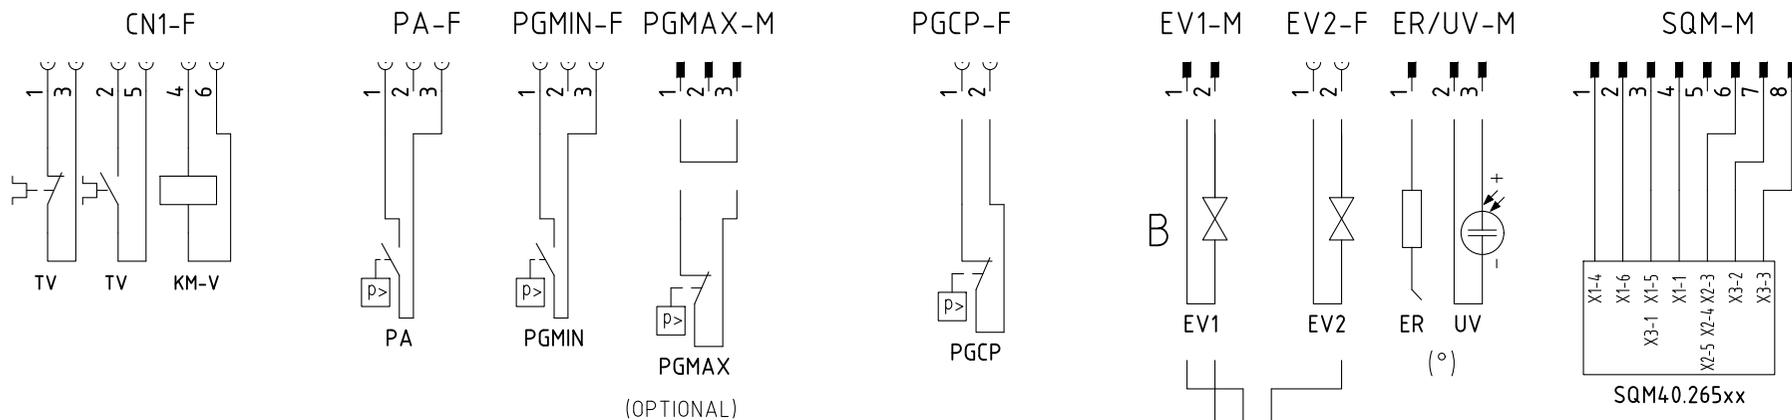 CN1-F PA-F PGMIN-F PGMAX-M PGCP-F EV1-M EV2-F ER/UV-M SQM-M
1 3 2 5 4 6 1 2 3 1 2 3 1 2 3 1 2 1 2 1 2 1 2 3 1 2 3 4 5 6 7 8
+
B
-
p> p> p> p>
X1-4 X1-6 X1-5 X1-1 X2-3 X3-2 X3-3
X2-4
X3-1 X2-5
TV TV KM-V
PA PGMIN PGMAX PGCP EV1 EV2 ER UV
(°)
SQM40.265xx
(OPTIONAL)